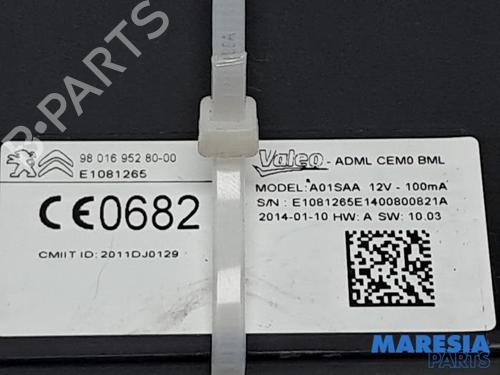 98 016 952 80-00
E1081265
CE0682
CMIIT ID: 2011DJ0129
Valeo - ADML CEM0 BML
MODEL: A01SAA 12V - 100mA
S/N : E1081265E1400800821A
2014-01-10 HW: A SW: 10.03
MARESIA
PARTS